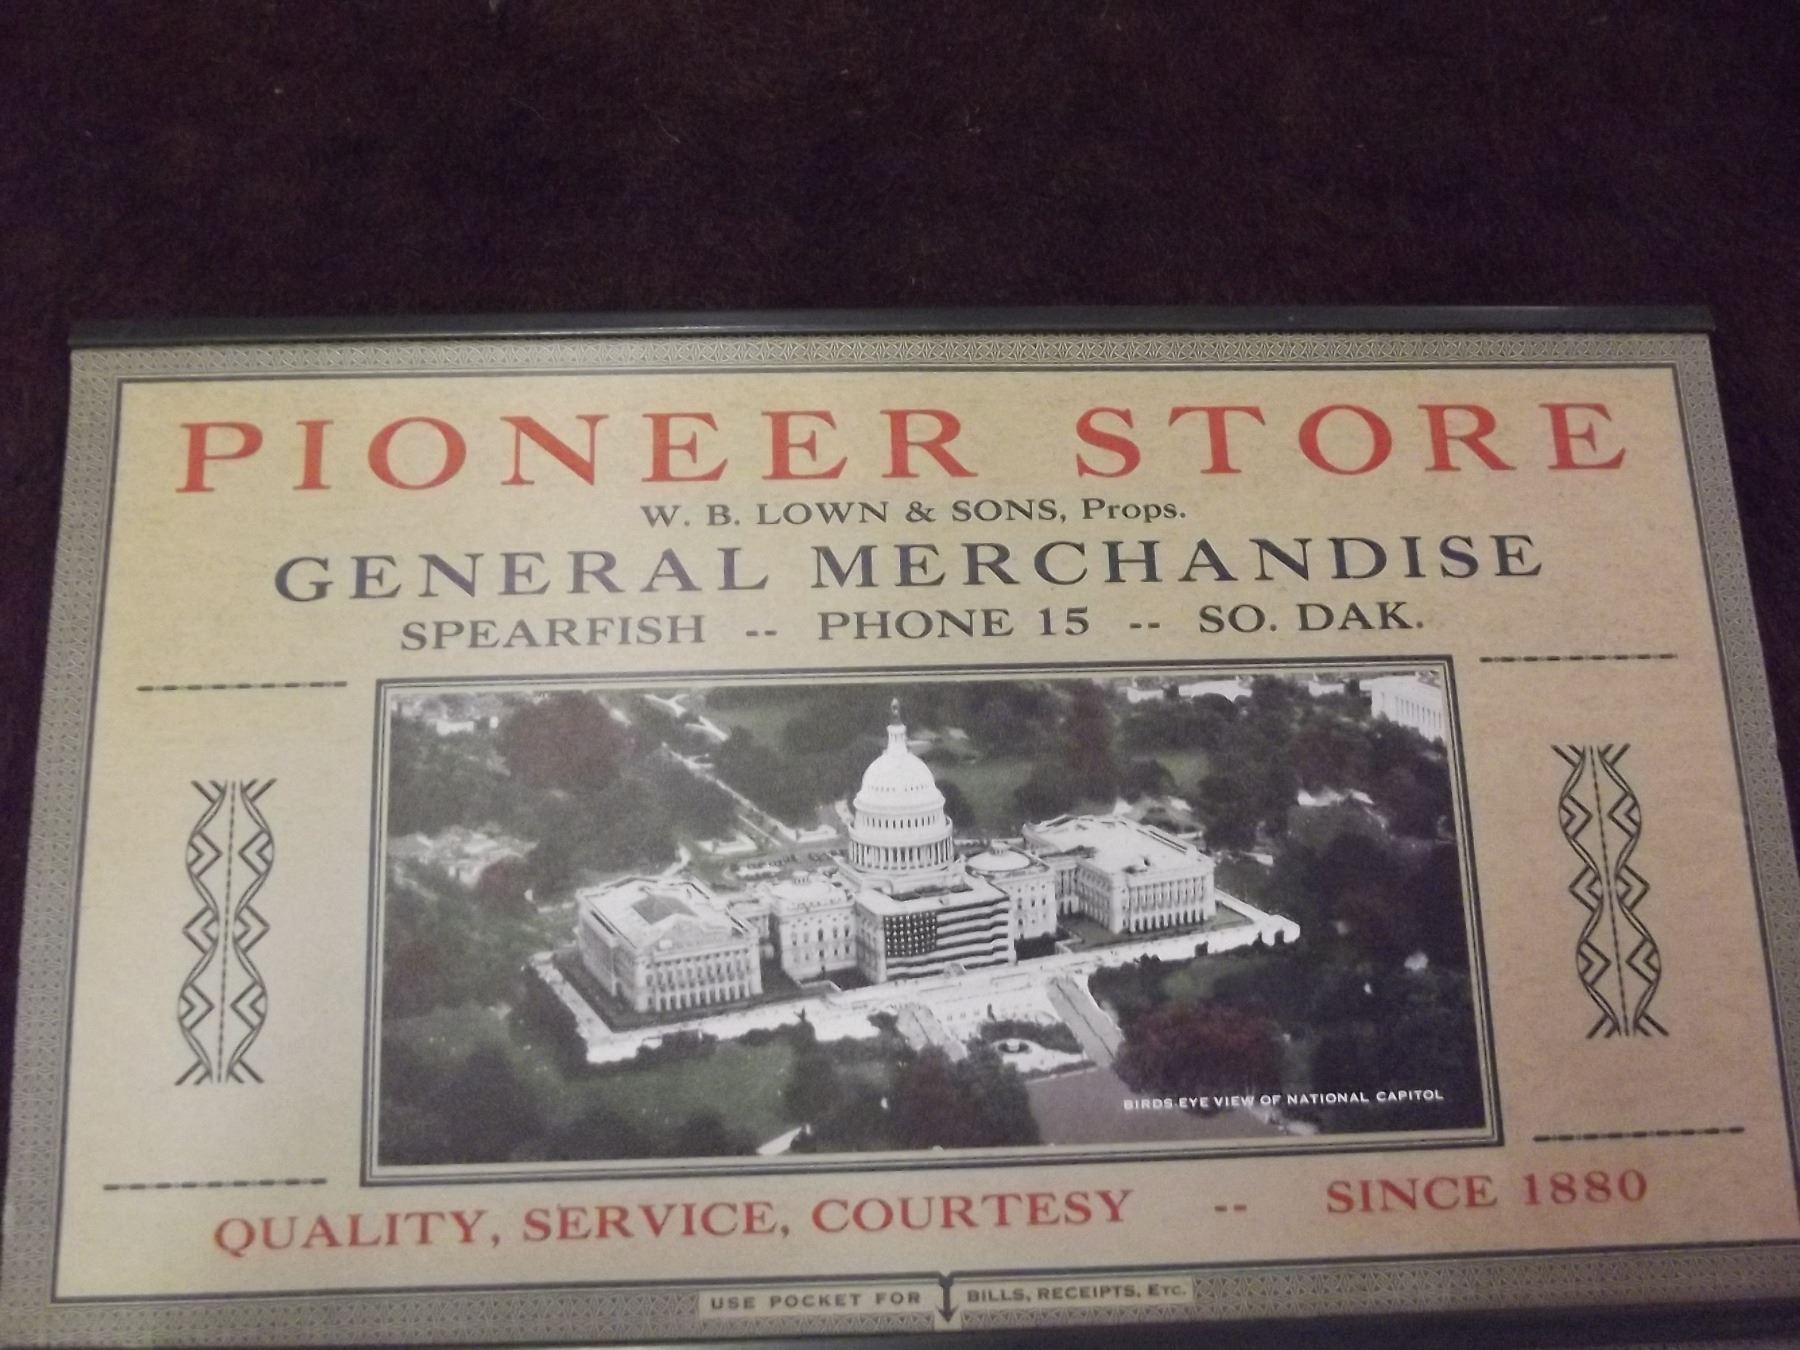 PIONEER STORE
W. B. LOWN & SONS, Props.
GENERAL MERCHANDISE
SPEARFISH -- PHONE 15 -- SO. DAK.
BIRDS-EYE VIEW OF NATIONAL CAPITOL
QUALITY, SERVICE, COURTESY -- SINCE 1880
USE POCKET FOR BILLS, RECEIPTS, ETC.